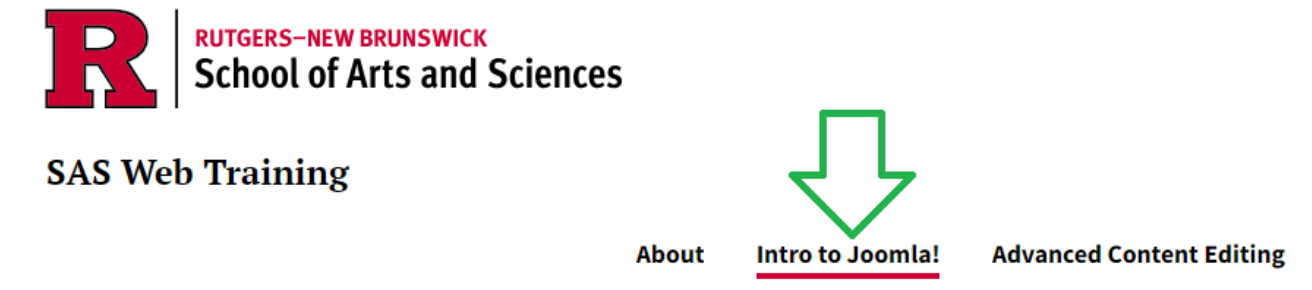 R
RUTGERS–NEW BRUNSWICK
School of Arts and Sciences
SAS Web Training
About Intro to Joomla! Advanced Content Editing